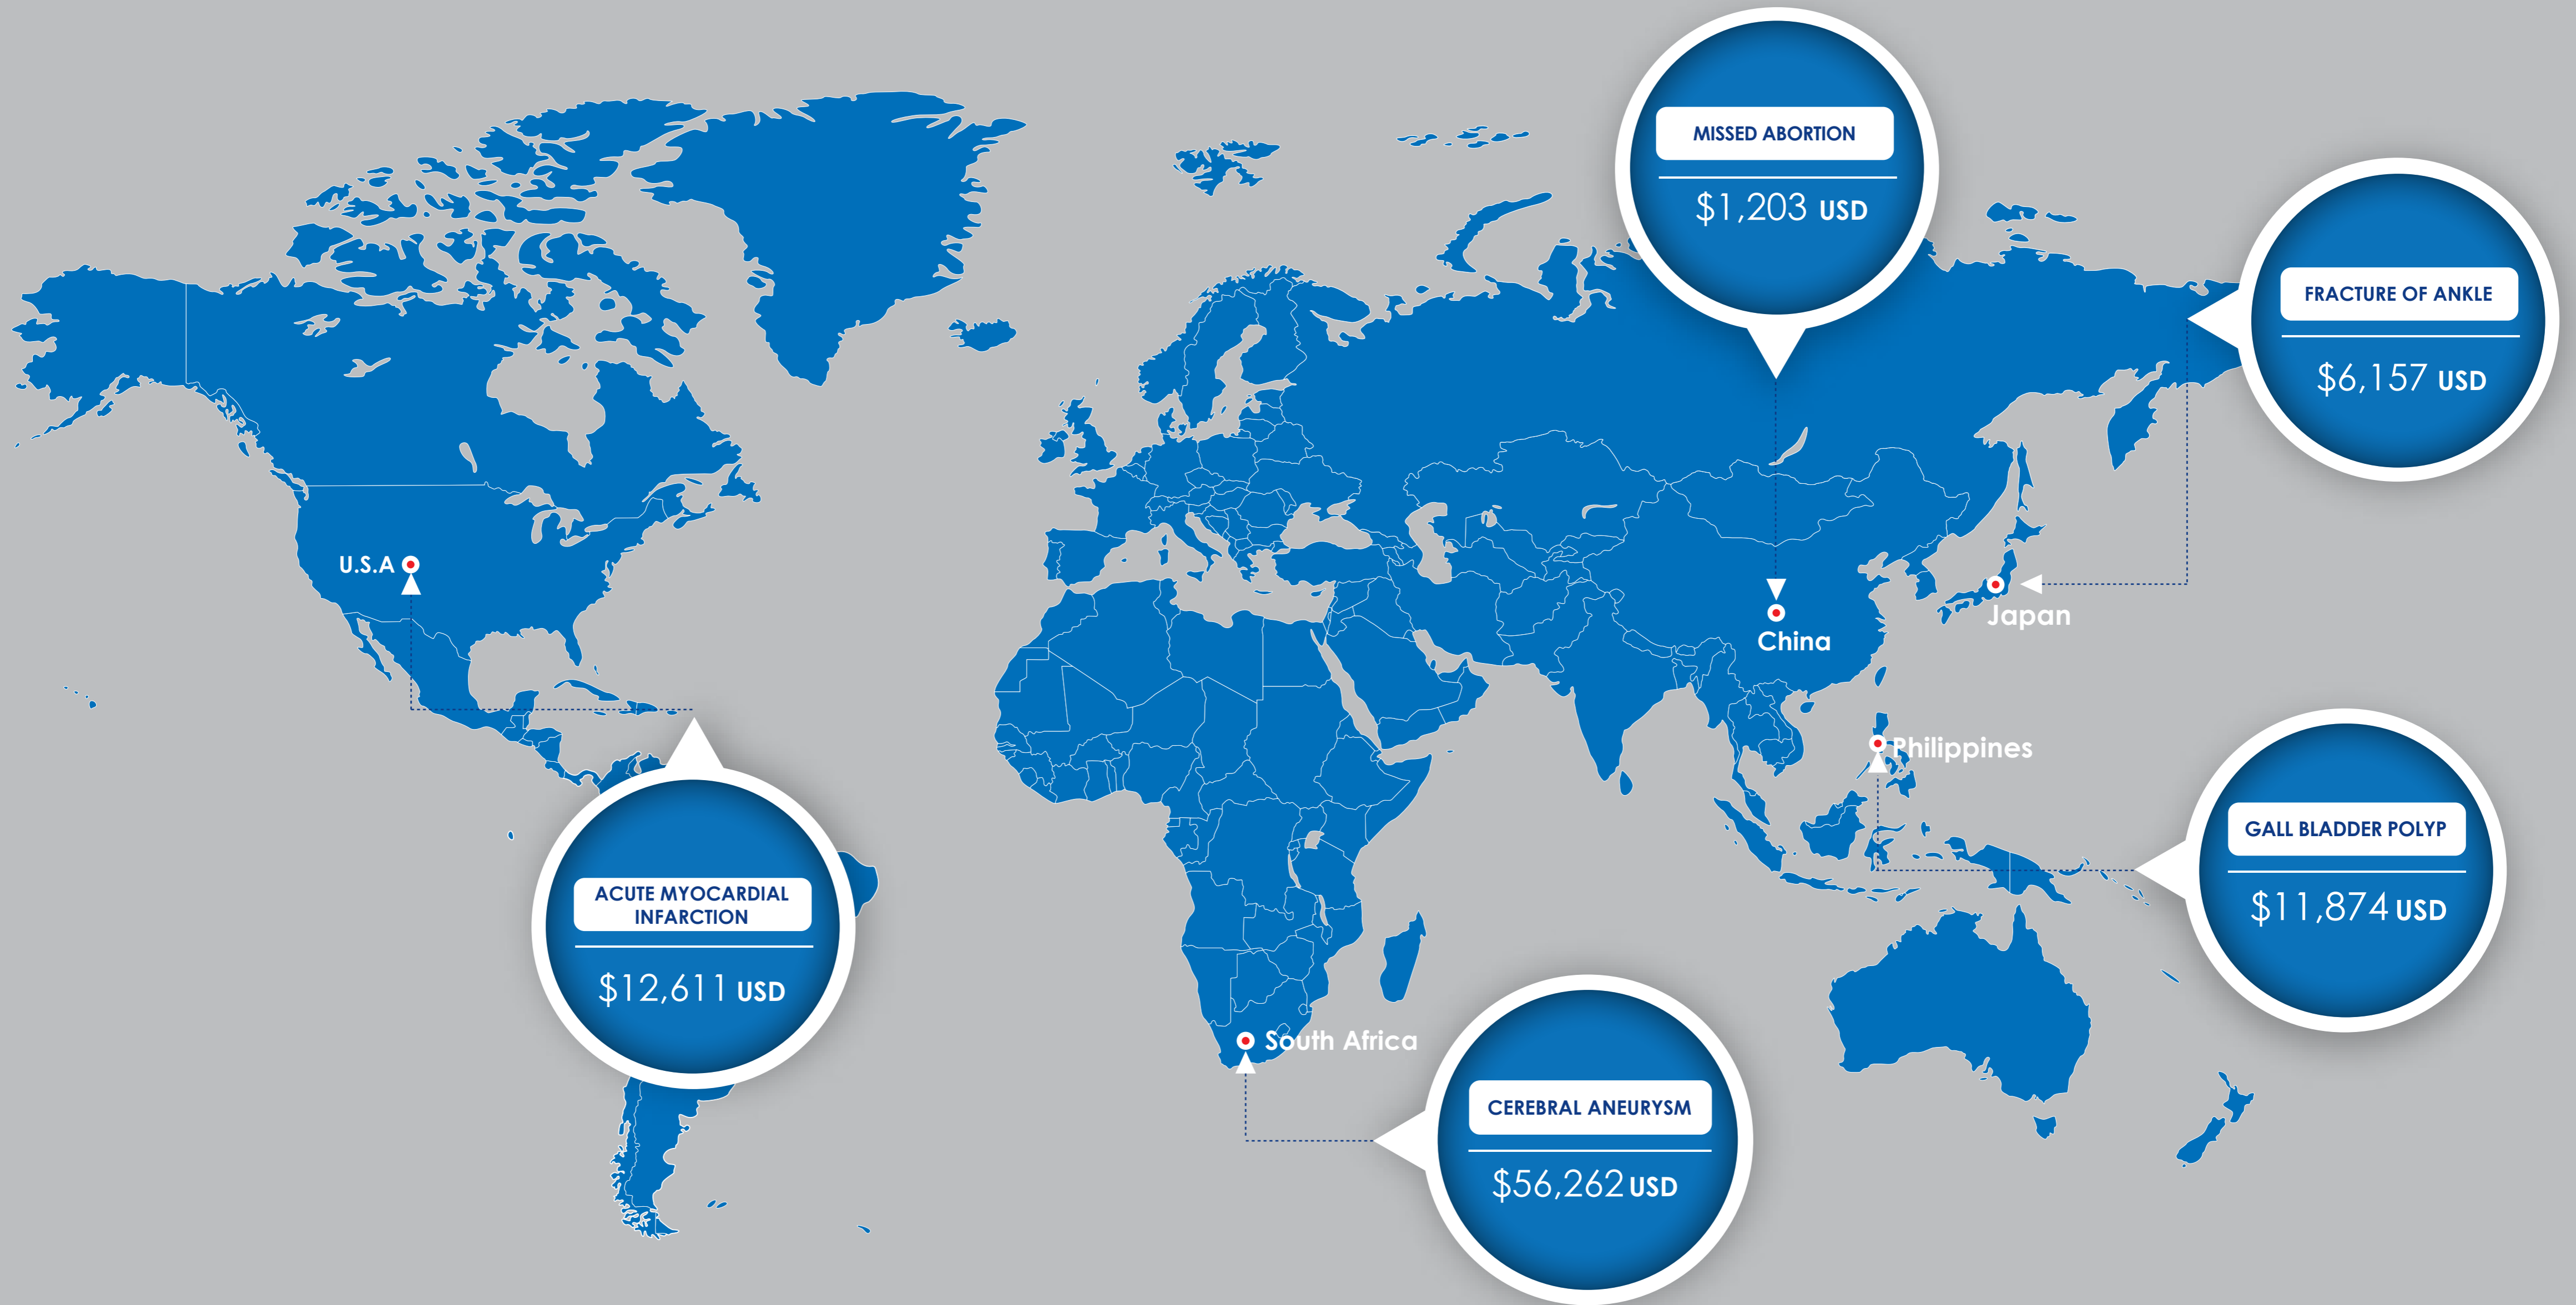 MISSED ABORTION
$1,203 USD
FRACTURE OF ANKLE
$6,157 USD
U.S.A
Japan
China
Philippines
GALL BLADDER POLYP
$11,874 USD
ACUTE MYOCARDIAL
INFARCTION
$12,611 USD
South Africa
CEREBRAL ANEURYSM
$56,262 USD